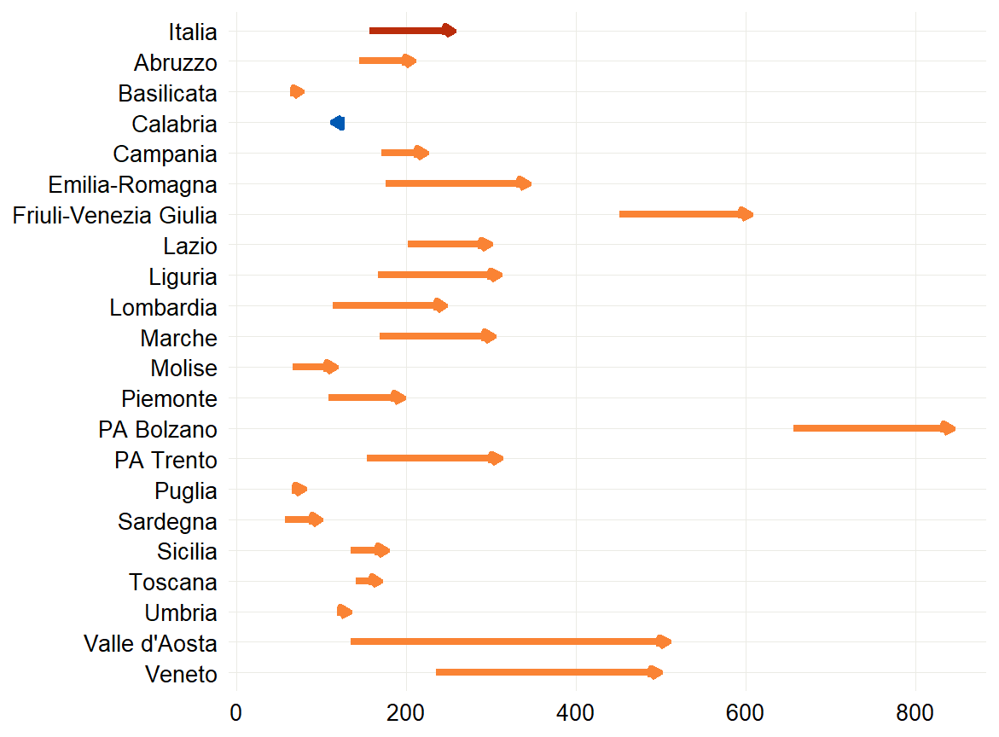 Italia
Abruzzo
Basilicata
Calabria
Campania
Emilia-Romagna
Friuli-Venezia Giulia
Lazio
Liguria
Lombardia
Marche
Molise
Piemonte
PA Bolzano
PA Trento
Puglia
Sardegna
Sicilia
Toscana
Umbria
Valle d'Aosta
Veneto
0 200 400 600 800